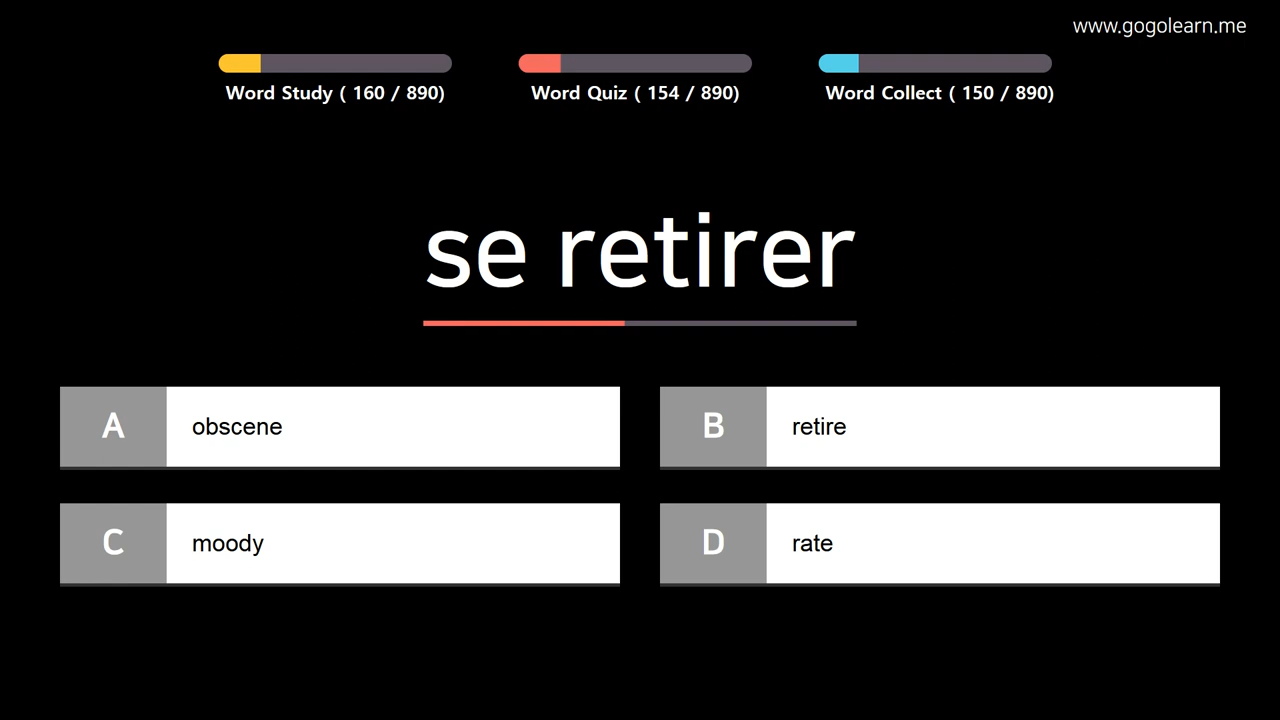 www.gogolearn.me
Word Study ( 160 / 890)
Word Quiz ( 154 / 890)
Word Collect ( 150 / 890)
se retirer
A obscene
B retire
C moody
D rate